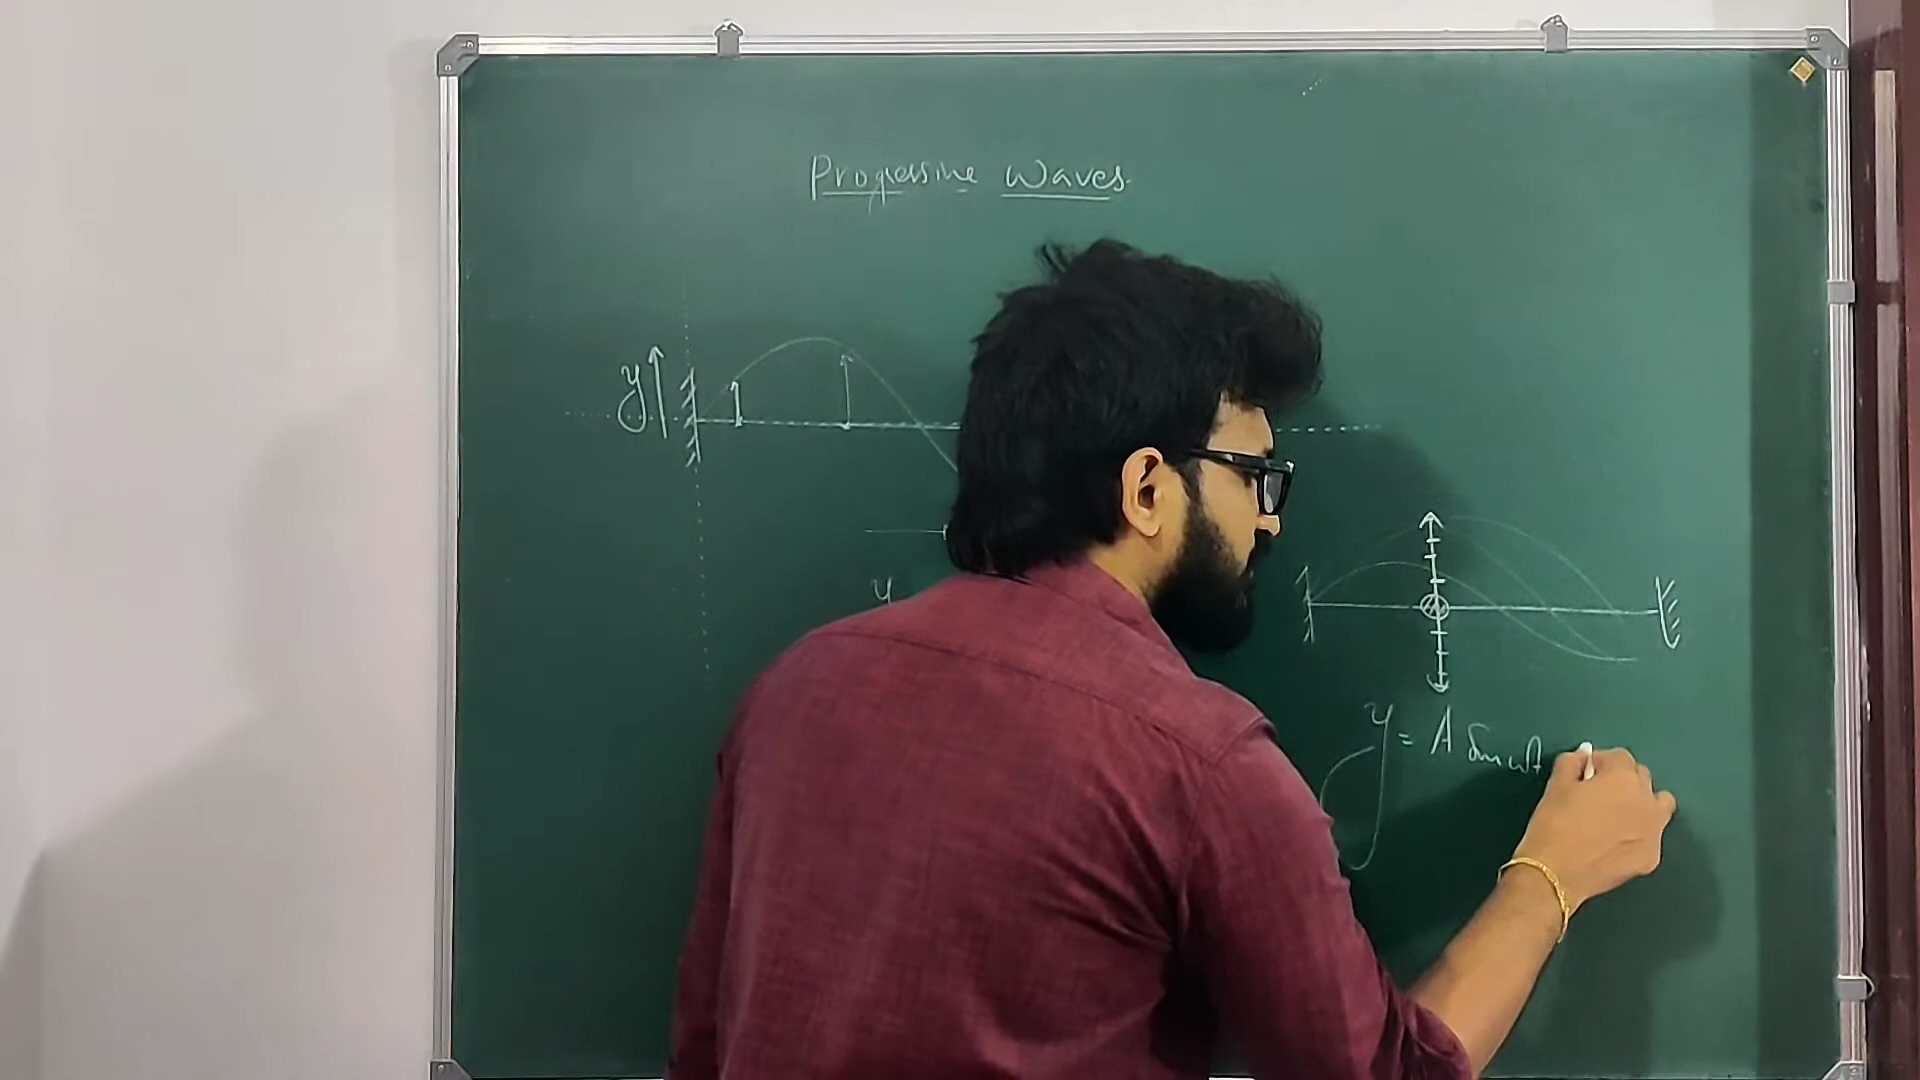 Progressive Waves.
y
y
y = A Sin ωt